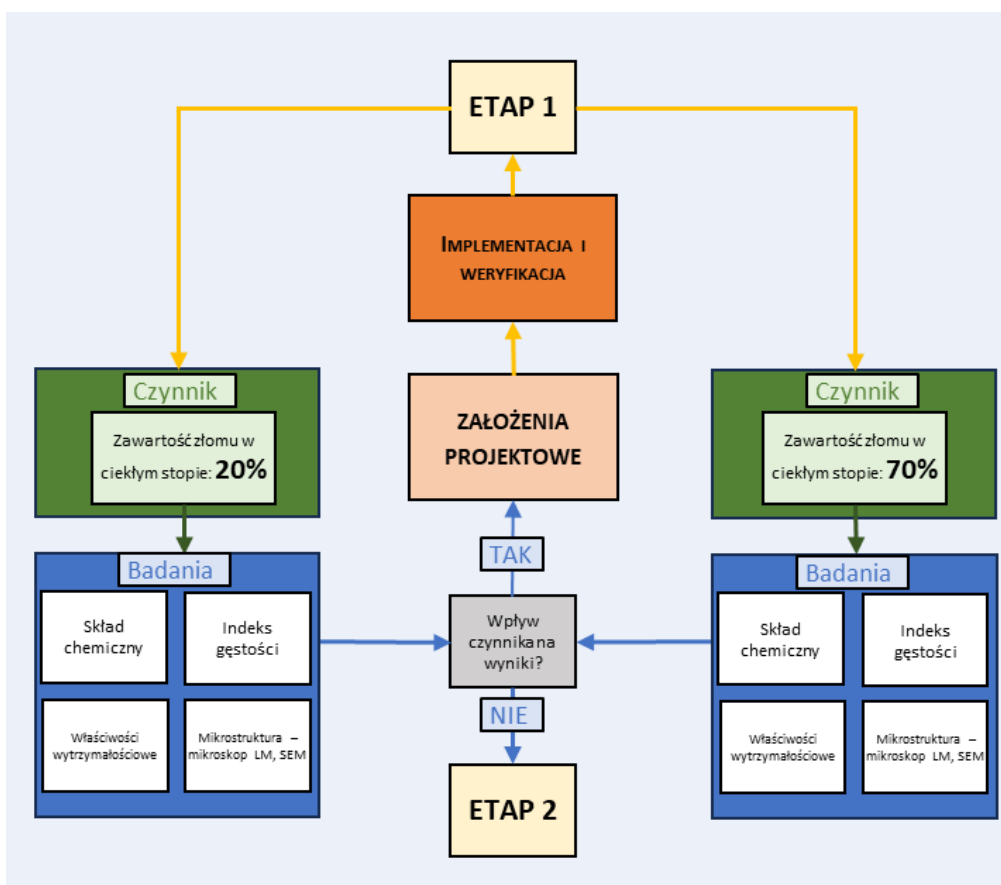 ETAP 1
IMPLEMENTACJA I
WERYFIKACJA
Czynnik
Zawartość złomu w
ciekłym stopie: 20%
ZAŁOŻENIA
PROJEKTOWE
Czynnik
Zawartość złomu w
ciekłym stopie: 70%
TAK
Badania
Skład
chemiczny
Indeks
gęstości
Właściwości
wytrzymałościowe
Mikrostruktura –
mikroskop LM, SEM
Wpływ
czynnika na
wyniki?
Badania
Skład
chemiczny
Indeks
gęstości
Właściwości
wytrzymałościowe
Mikrostruktura –
mikroskop LM, SEM
NIE
ETAP 2